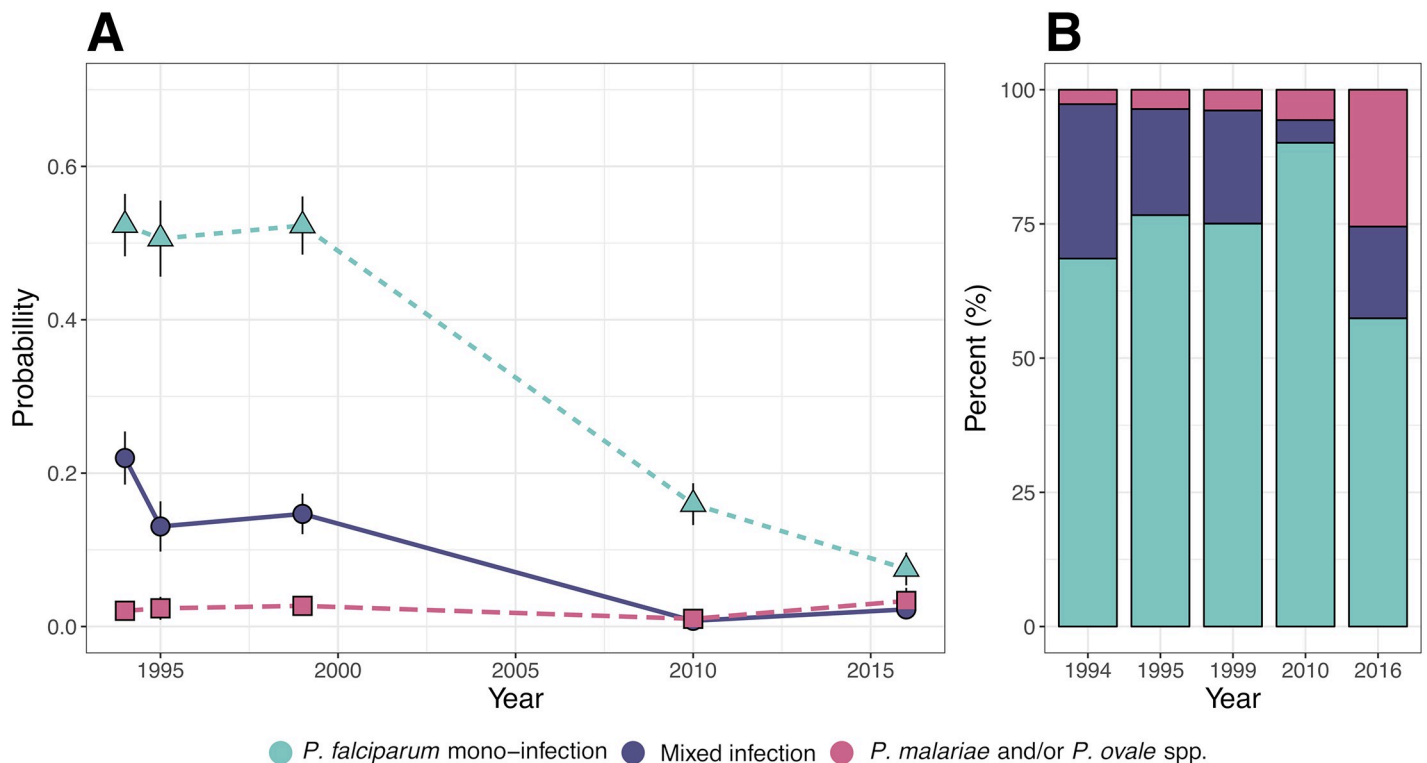 A
Probabillity
0.6
0.4
0.2
0.0
1995 2000 2005 2010 2015
Year
B
Percent (%)
100
75
50
25
0
1994 1995 1999 2010 2016
Year
P. falciparum mono−infection Mixed infection P. malariae and/or P. ovale spp.